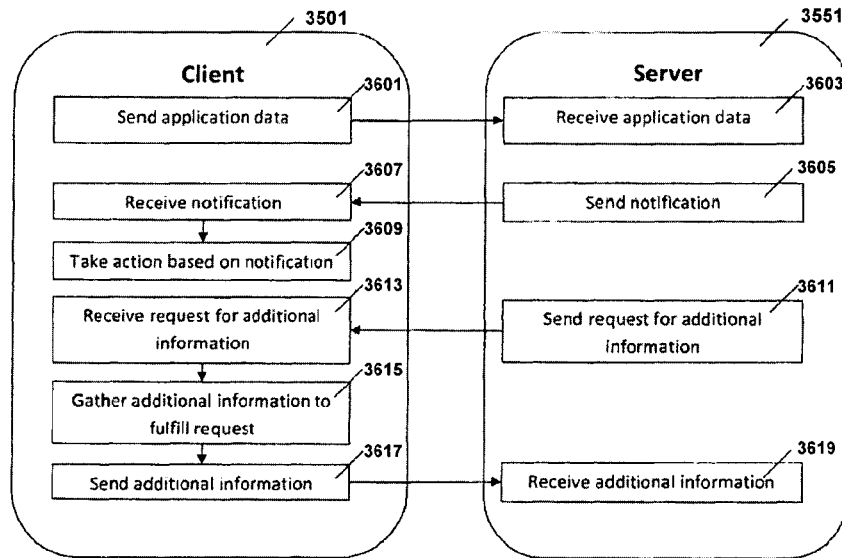 3501
3551
Client
Server
3601
3603
Send application data
Receive application data
3607
3605
Receive notification
Send notification
3609
Take action based on notification
3613
3611
Receive request for additional
information
Send request for additional
information
3615
Gather additional information to
fulfill request
3617
3619
Send additional information
Receive additional information